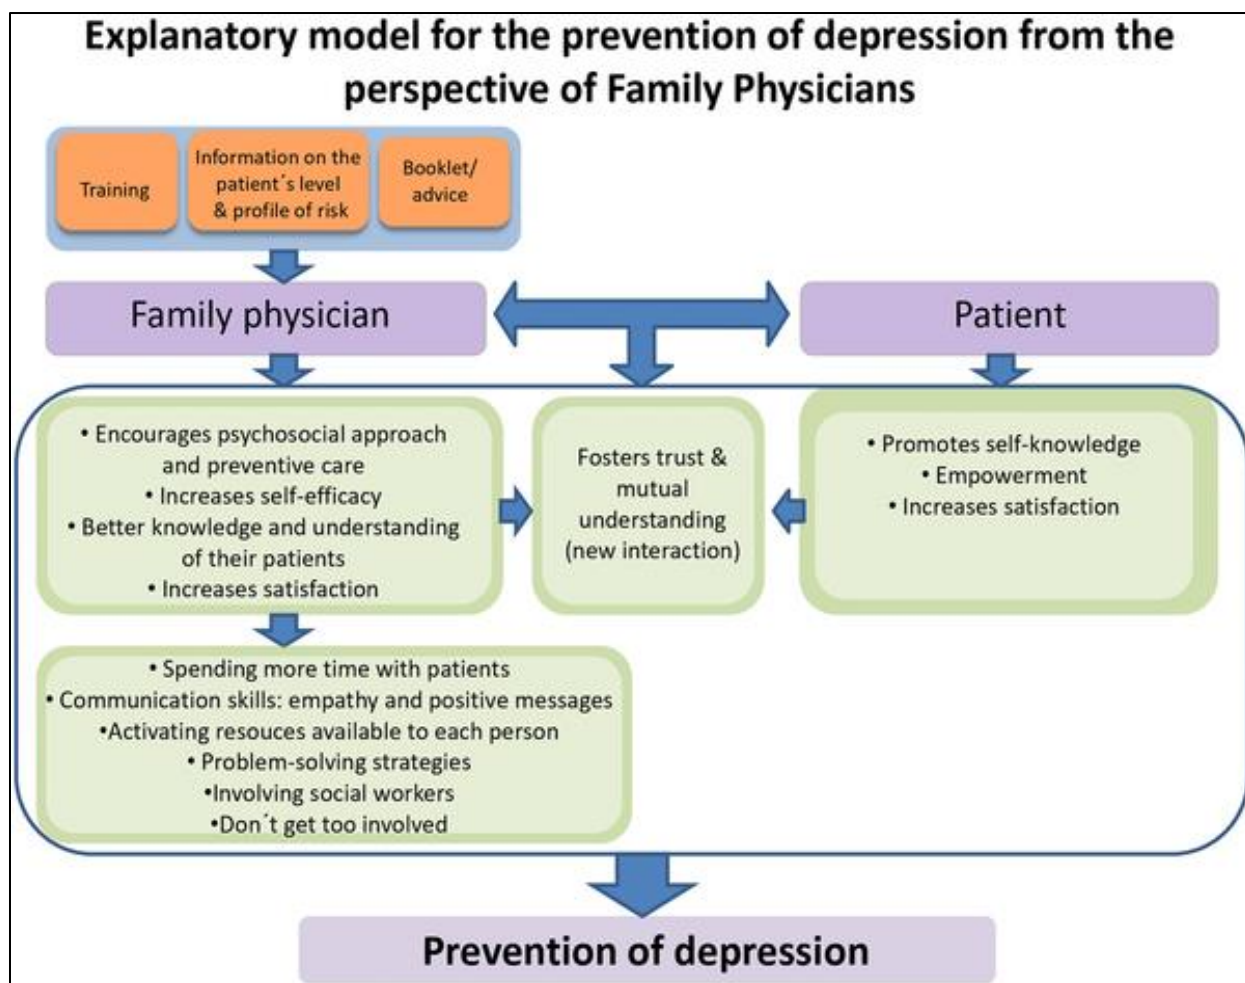 Explanatory model for the prevention of depression from the
perspective of Family Physicians
Training
Information on the
patient´s level
& profile of risk
Booklet/
advice
Family physician
Patient
• Encourages psychosocial approach
and preventive care
• Increases self-efficacy
• Better knowledge and understanding
of their patients
• Increases satisfaction
Fosters trust &
mutual
understanding
(new interaction)
• Promotes self-knowledge
• Empowerment
• Increases satisfaction
• Spending more time with patients
• Communication skills: empathy and positive messages
•Activating resouces available to each person
• Problem-solving strategies
•Involving social workers
•Don´t get too involved
Prevention of depression